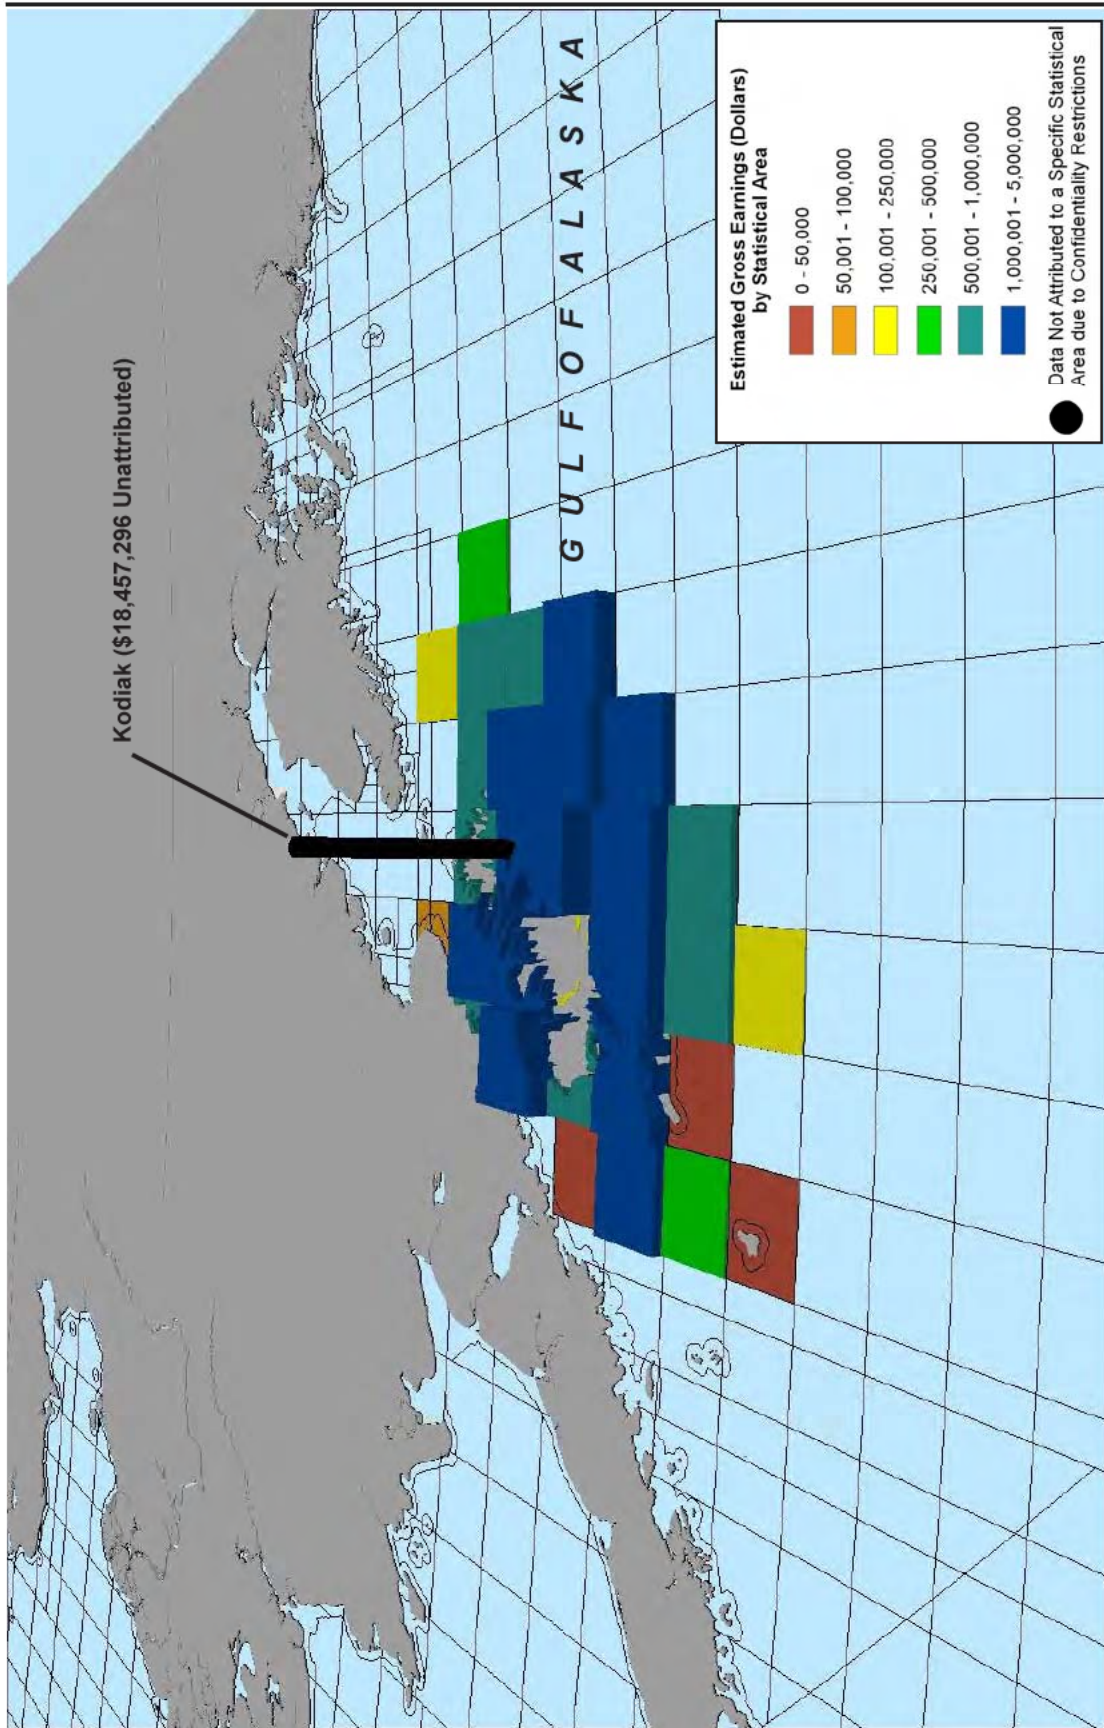 Kodiak ($18,457,296 Unattributed)
G U L F O F A L A S K A
Estimated Gross Earnings (Dollars)
by Statistical Area
0 - 50,000
50,001 - 100,000
100,001 - 250,000
250,001 - 500,000
500,001 - 1,000,000
1,000,001 - 5,000,000
Data Not Attributed to a Specific Statistical
Area due to Confidentiality Restrictions